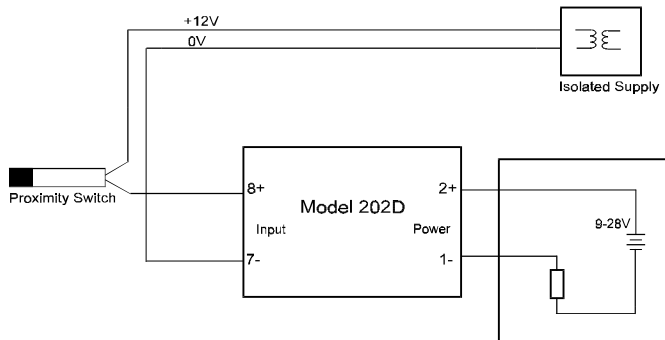 +12V
0V
Isolated Supply
Proximity Switch
8+
Model 202D
2+
Input
Power
9-28V
7-
1-